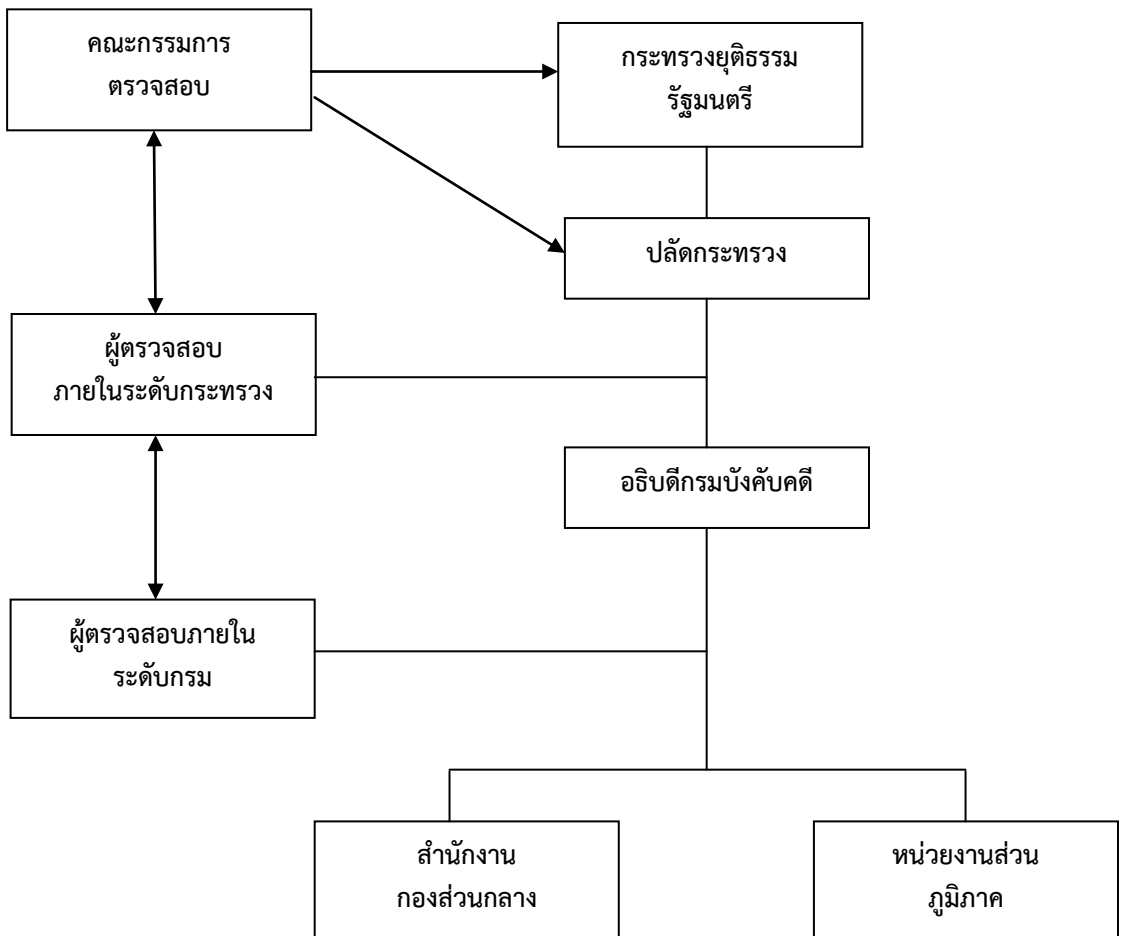 คณะกรรมการ
ตรวจสอบ
กระทรวงยุติธรรม
รัฐมนตรี
ปลัดกระทรวง
ผู้ตรวจสอบ
ภายในระดับกระทรวง
อธิบดีกรมบังคับคดี
ผู้ตรวจสอบภายใน
ระดับกรม
สำนักงาน
กองส่วนกลาง
หน่วยงานส่วน
ภูมิภาค